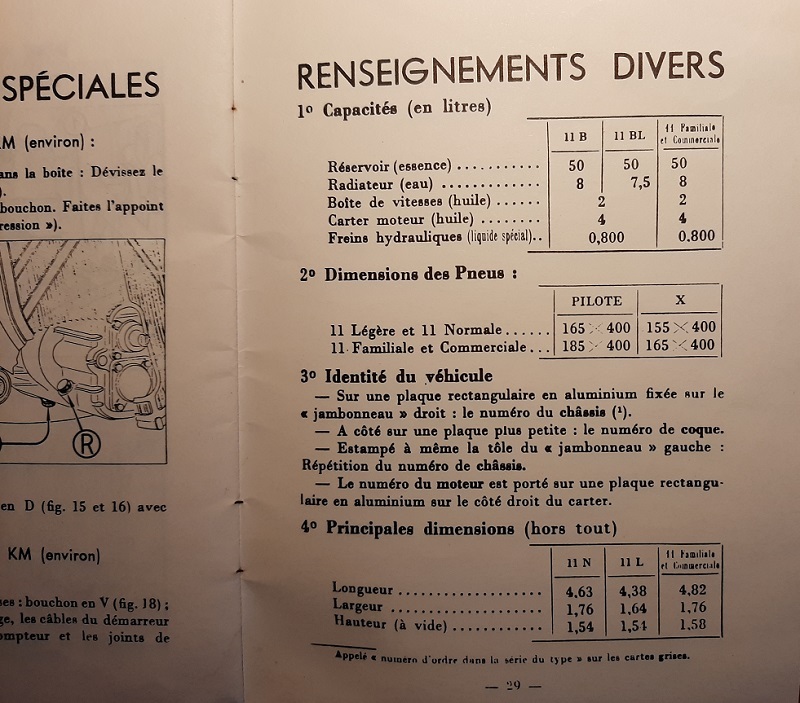 SPÉCIALES
KM (environ) :
ans la boîte : Dévissez le
).
bouchon. Faites l'appoint
ression »).
R
en D (fig. 15 et 16) avec
KM (environ)
ses : bouchon en V (fig. 18) ;
ge, les câbles du démarreur
ompteur et les joints de
RENSEIGNEMENTS DIVERS
1º Capacités (en litres)
11 B 11 BL 11 Familiale et Commerciale
Réservoir (essence) ........... 50 50 50
Radiateur (eau) ............ 8 7,5 8
Boîte de vitesses (huile) ...... 2 2
Carter moteur (huile) ........ 4 4
Freins hydrauliques (liquide spécial).. 0,800 0,800
2º Dimensions des Pneus :
PILOTE X
11 Légère et 11 Normale...... 165 × 400 155 × 400
11 Familiale et Commerciale... 185 × 400 165 × 400
3º Identité du véhicule
— Sur une plaque rectangulaire en aluminium fixée sur le
« jambonneau » droit : le numéro du châssis (¹).
— A côté sur une plaque plus petite : le numéro de coque.
— Estampé à même la tôle du « jambonneau » gauche :
Répétition du numéro de châssis.
— Le numéro du moteur est porté sur une plaque rectangu-
laire en aluminium sur le côté droit du carter.
4º Principales dimensions (hors tout)
11 N 11 L 11 Familiale et Commerciale
Longueur .................... 4,63 4,38 4,82
Largeur ..................... 1,76 1,64 1,76
Hauteur (à vide) ............ 1,54 1,54 1,58
Appelé « numéro d'ordre dans la série du type » sur les cartes grises.
— 29 —